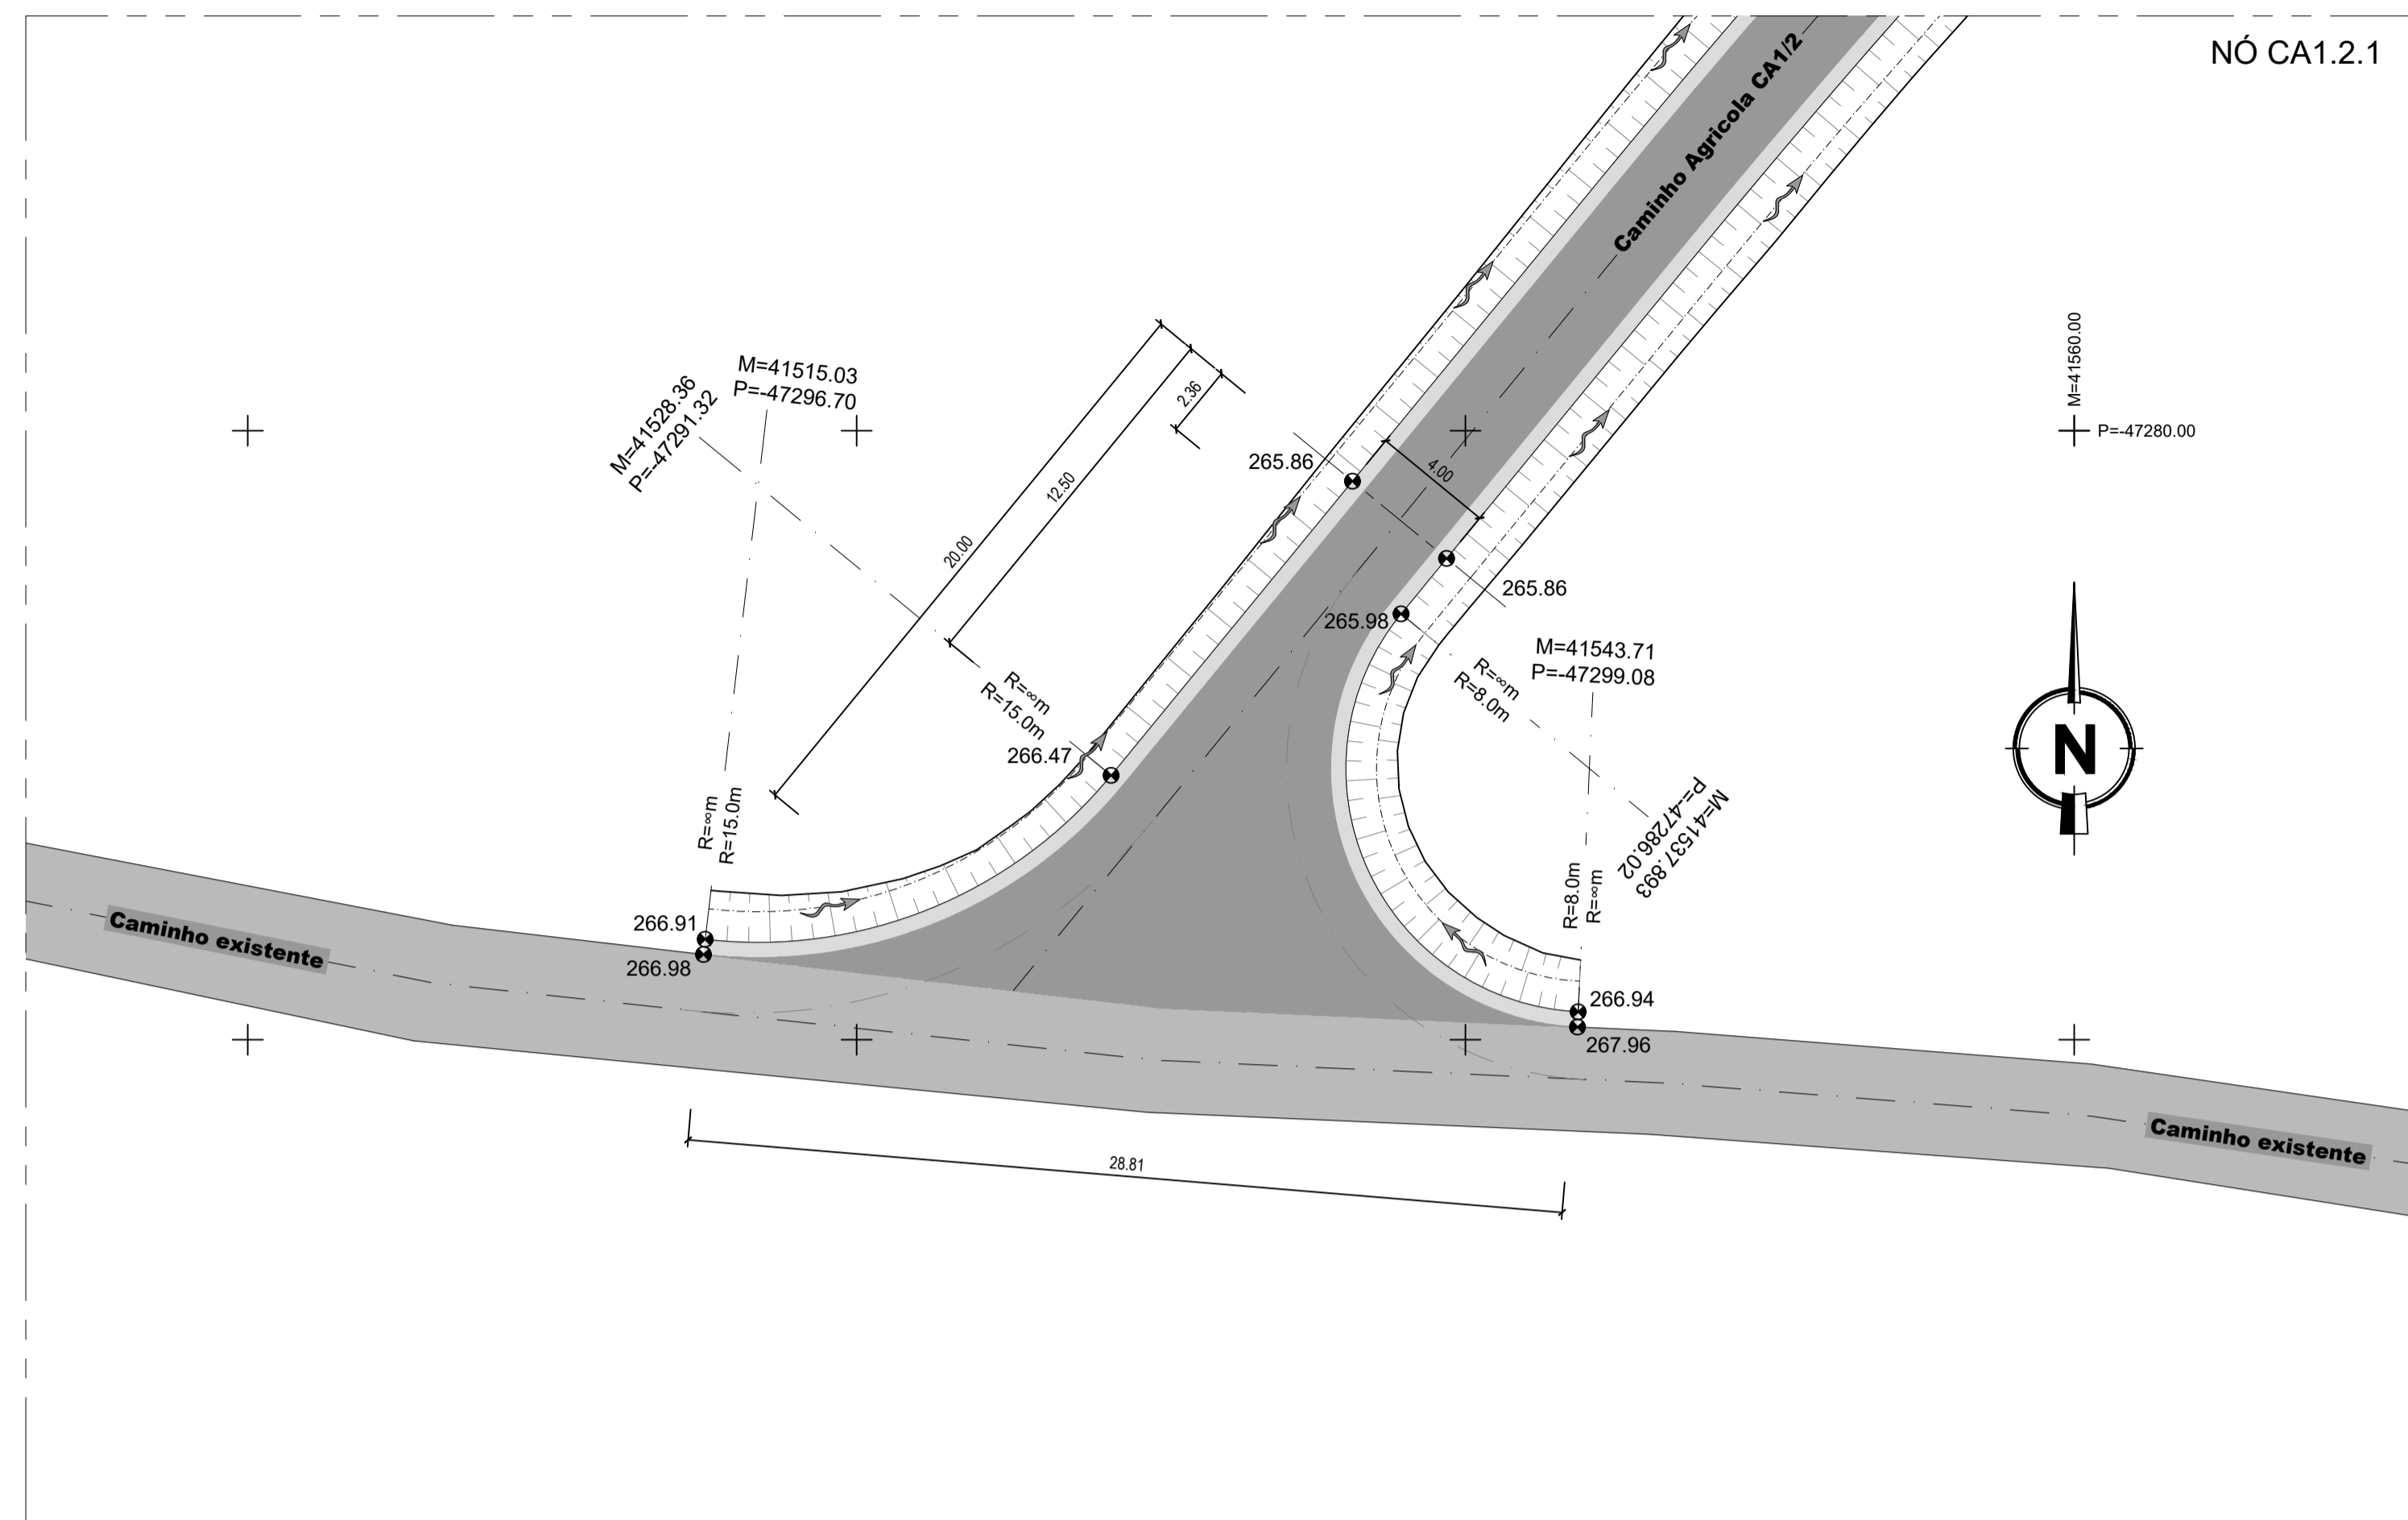 NÓ CA1.2.1
Caminho Agricola CA1/2
M=41560.00
P=-47280.00
M=41515.03
P=-47296.70
M=41528.36
P=-47291.32
2.36
12.50
20.00
265.86
4.00
265.86
265.98
M=41543.71
P=-47299.08
R=∞m
R=8.0m
M=41537.893
P=-47286.02
R=∞m
R=15.0m
266.47
R=∞m
R=15.0m
R=8.0m
R=∞m
N
Caminho existente
266.91
266.98
266.94
267.96
Caminho existente
28.81